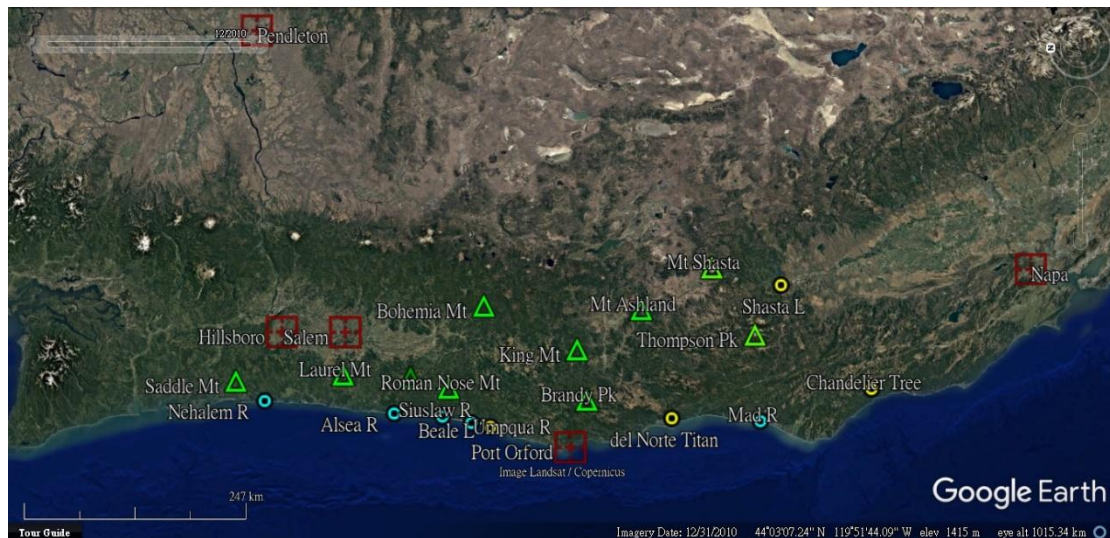 12/2010
Pendleton
N
Mt Shasta
Napa
Bohemia Mt
Mt Ashland
Shasta L
Hillsboro
Salem
Thompson Pk
King Mt
Laurel Mt
Saddle Mt
Roman Nose Mt
Brandy Pk
Chandelier Tree
Nehalem R
Siuslaw R
Alsea R
Beale L
Umpqua R
Mad R
del Norte Titan
Port Orford
Image Landsat / Copernicus
247 km
Google Earth
Tour Guide
Imagery Date: 12/31/2010 44°03'07.24" N 119°51'44.09" W elev 1415 m eye alt 1015.34 km